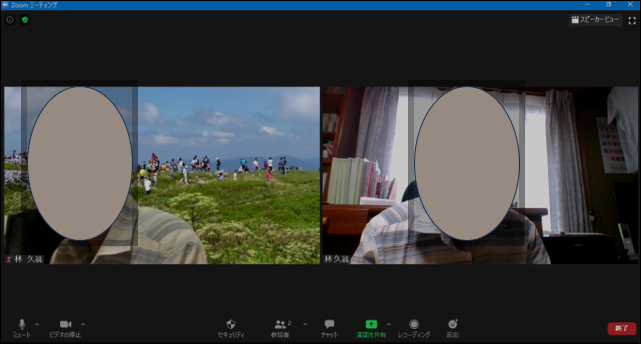 Zoom ミーティング
スピーカービュー
林 久嗣
林 久嗣
ミュート
ビデオの停止
セキュリティ
2
参加者
チャット
画面を共有
レコーディング
反応
終了